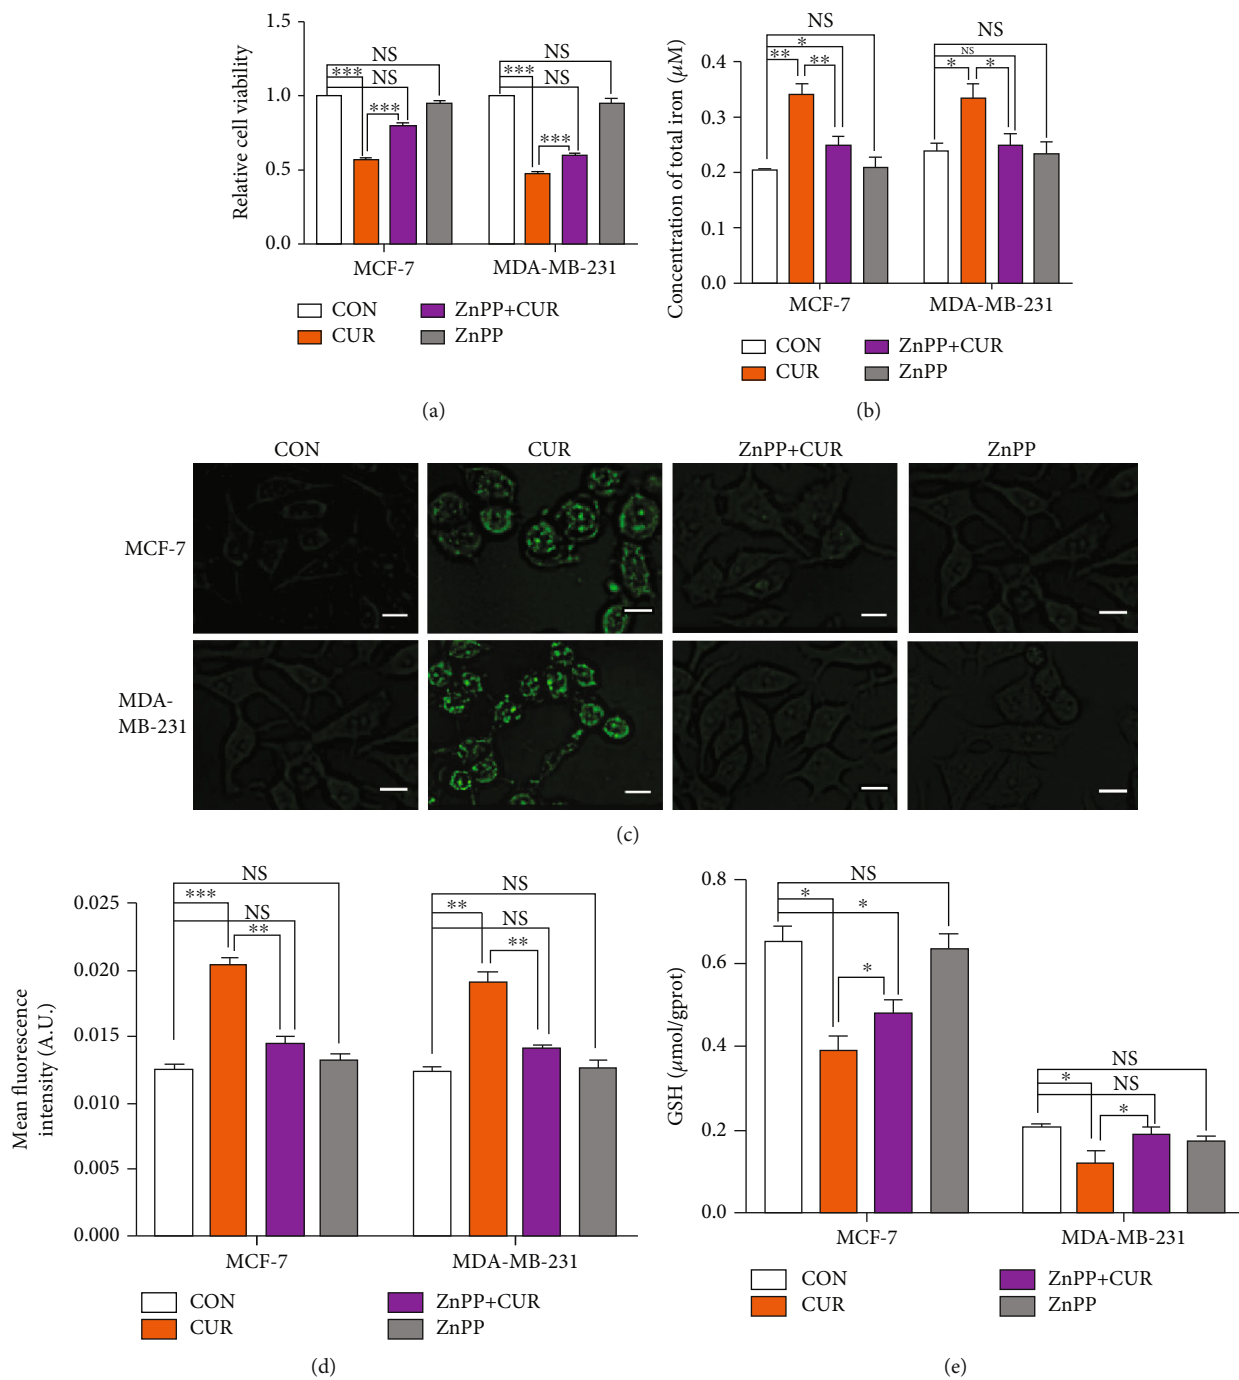 Relative cell viability
1.5
1.0
0.5
0.0
NS
***
NS
***
NS
***
NS
***
MCF-7
MDA-MB-231
CON
ZnPP+CUR
CUR
ZnPP
(a)
Concentration of total iron (μM)
0.4
0.3
0.2
0.1
0.0
NS
*
**
**
NS
NS
*
*
MCF-7
MDA-MB-231
CON
ZnPP+CUR
CUR
ZnPP
(b)
CON
CUR
ZnPP+CUR
ZnPP
MCF-7
MDA-
MB-231
(c)
Mean fluorescence
intensity (A.U.)
0.025
0.020
0.015
0.010
0.005
0.000
NS
***
NS
**
NS
**
NS
**
MCF-7
MDA-MB-231
CON
ZnPP+CUR
CUR
ZnPP
(d)
GSH (μmol/gprot)
0.8
0.6
0.4
0.2
0.0
NS
*
*
*
NS
*
NS
*
MCF-7
MDA-MB-231
CON
ZnPP+CUR
CUR
ZnPP
(e)